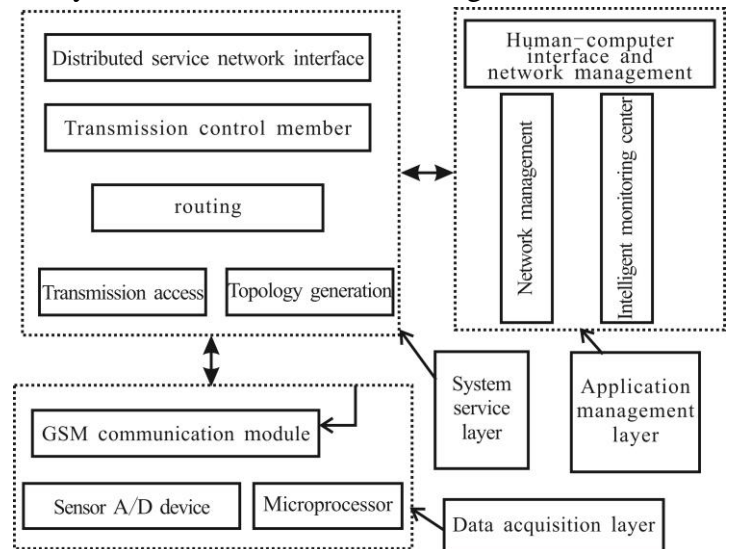 Distributed service network interface
Transmission control member
routing
Transmission access
Topology generation
Human-computer
interface and
network management
Network management
Intelligent monitoring center
System
service
layer
Application
management
layer
GSM communication module
Sensor A/D device
Microprocessor
Data acquisition layer